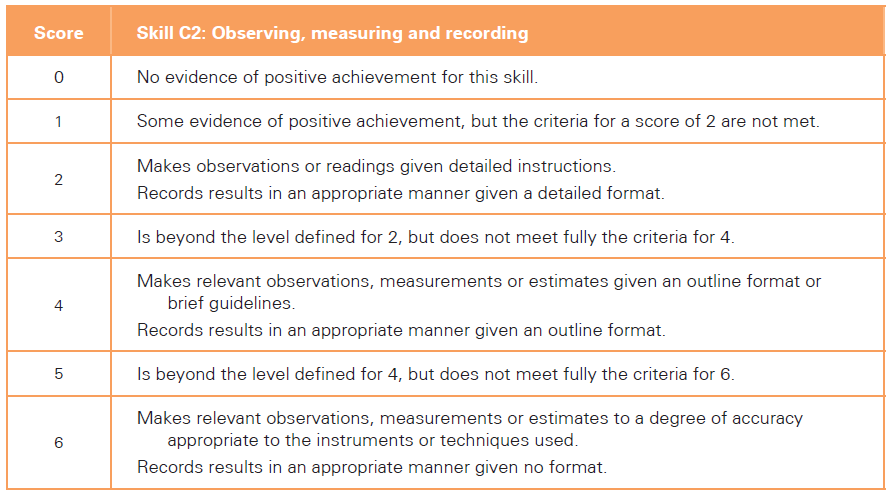 Score Skill C2: Observing, measuring and recording
0 No evidence of positive achievement for this skill.
1 Some evidence of positive achievement, but the criteria for a score of 2 are not met.
2 Makes observations or readings given detailed instructions.
Records results in an appropriate manner given a detailed format.
3 Is beyond the level defined for 2, but does not meet fully the criteria for 4.
4 Makes relevant observations, measurements or estimates given an outline format or
brief guidelines.
Records results in an appropriate manner given an outline format.
5 Is beyond the level defined for 4, but does not meet fully the criteria for 6.
6 Makes relevant observations, measurements or estimates to a degree of accuracy
appropriate to the instruments or techniques used.
Records results in an appropriate manner given no format.